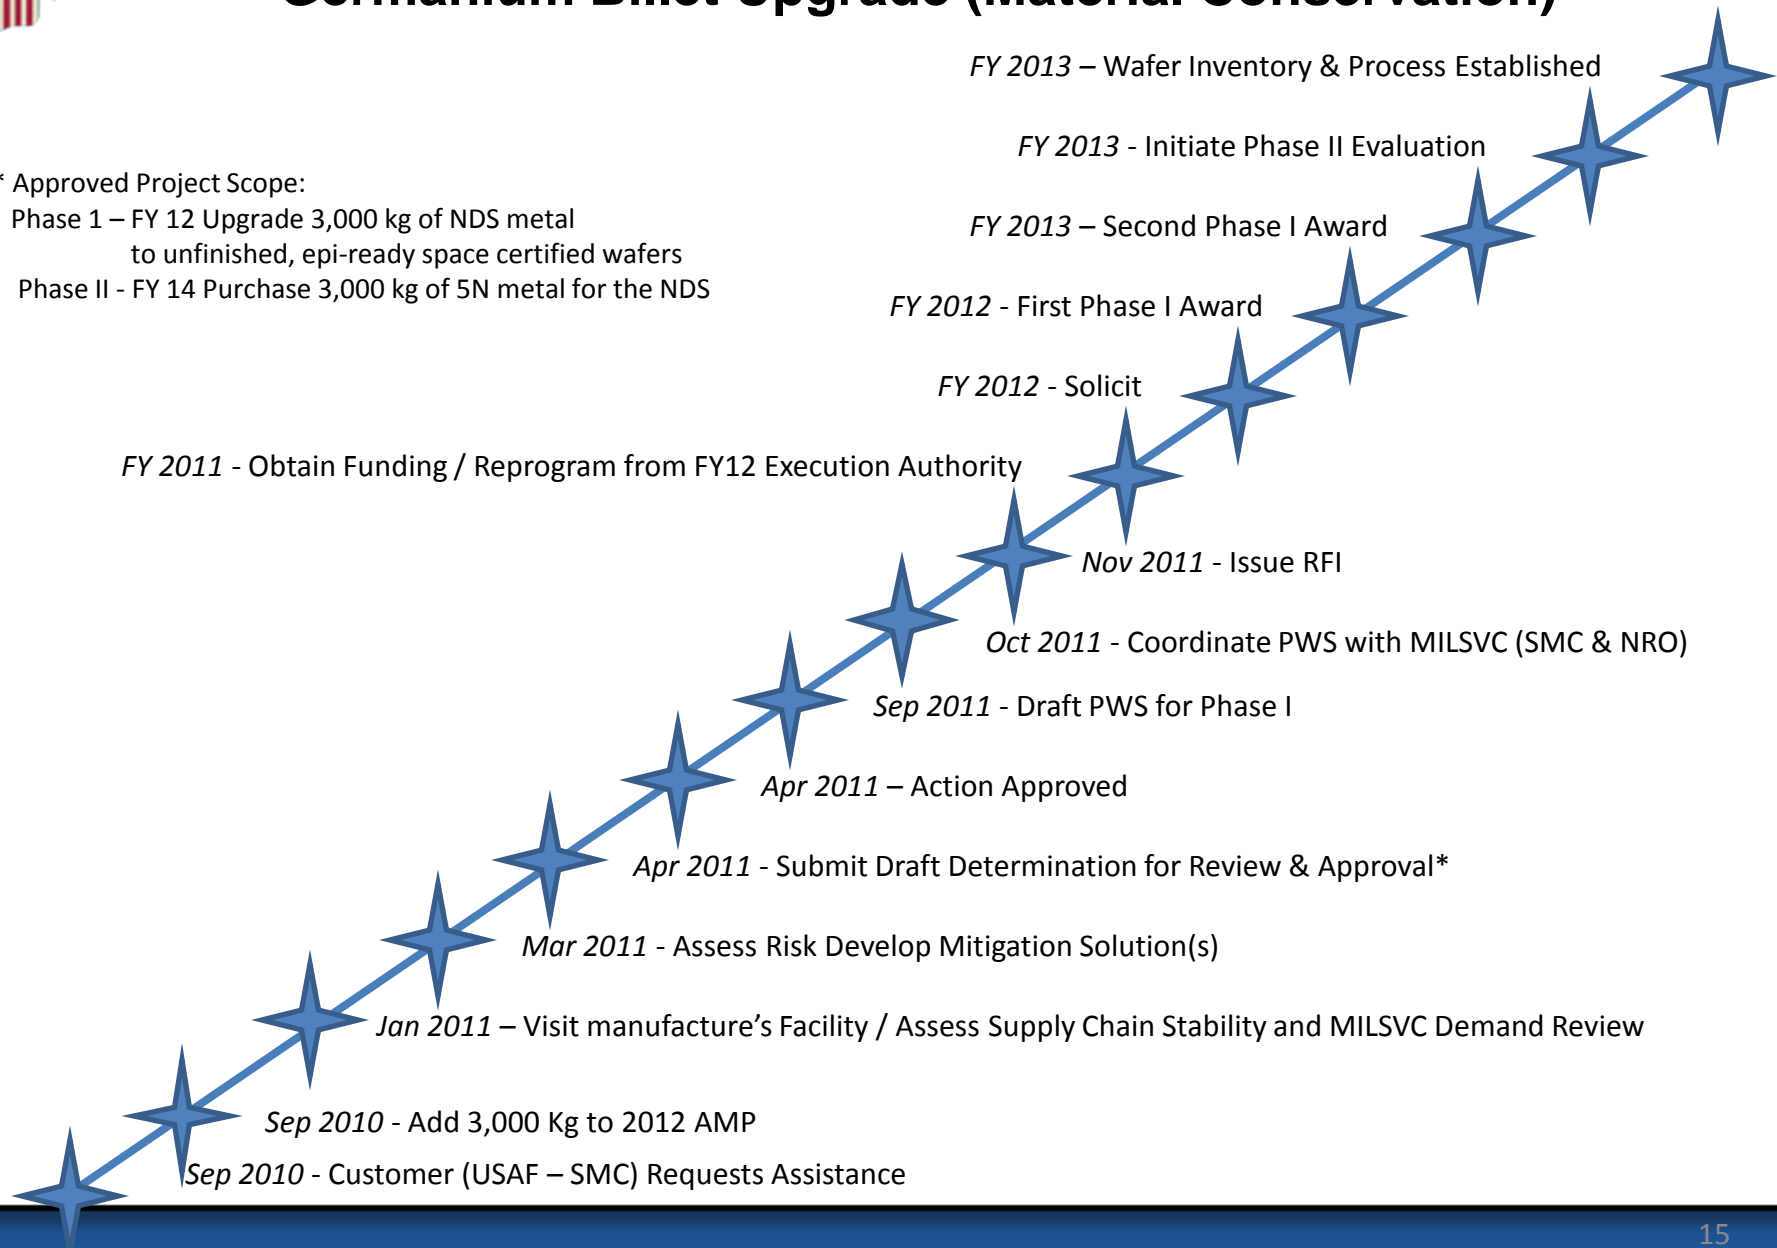 Germanium Billet Upgrade (Material Conservation)
FY 2013 – Wafer Inventory & Process Established
FY 2013 - Initiate Phase II Evaluation
* Approved Project Scope:
Phase 1 – FY 12 Upgrade 3,000 kg of NDS metal
to unfinished, epi-ready space certified wafers
Phase II - FY 14 Purchase 3,000 kg of 5N metal for the NDS
FY 2013 – Second Phase I Award
FY 2012 - First Phase I Award
FY 2012 - Solicit
FY 2011 - Obtain Funding / Reprogram from FY12 Execution Authority
Nov 2011 - Issue RFI
Oct 2011 - Coordinate PWS with MILSVC (SMC & NRO)
Sep 2011 - Draft PWS for Phase I
Apr 2011 – Action Approved
Apr 2011 - Submit Draft Determination for Review & Approval*
Mar 2011 - Assess Risk Develop Mitigation Solution(s)
Jan 2011 – Visit manufacture's Facility / Assess Supply Chain Stability and MILSVC Demand Review
Sep 2010 - Add 3,000 Kg to 2012 AMP
Sep 2010 - Customer (USAF – SMC) Requests Assistance
15